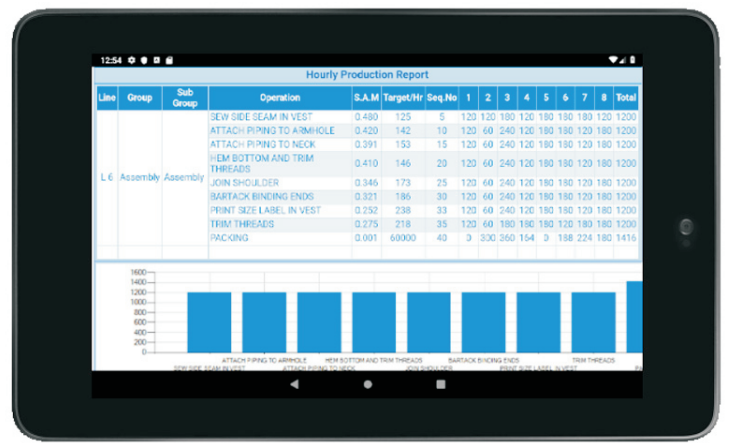 12:54
Hourly Production Report
Line Group Sub Group Operation S.A.M Target/Hr Seq.No 1 2 3 4 5 6 7 8 Total
SEW SIDE SEAM IN VEST 0.480 125 5 120 120 180 120 180 180 180 120 1200
ATTACH PIPING TO ARMHOLE 0.420 142 10 120 60 240 120 180 180 120 180 1200
ATTACH PIPING TO NECK 0.391 153 15 120 60 240 120 180 180 120 180 1200
HEM BOTTOM AND TRIM THREADS 0.410 146 20 120 60 240 120 180 180 120 180 1200
L 6 Assembly Assembly JOIN SHOULDER 0.346 173 25 120 60 240 120 180 180 120 180 1200
BARTACK BINDING ENDS 0.321 186 30 120 60 240 120 180 180 120 180 1200
PRINT SIZE LABEL IN VEST 0.252 238 33 120 60 240 120 180 180 120 180 1200
TRIM THREADS 0.275 218 35 120 60 180 180 180 120 180 180 1200
PACKING 0.001 60000 40 0 300 360 164 0 188 224 180 1416
1600
1400
1200
1000
800
600
400
200
0
ATTACH PIPING TO ARMHOLE HEM BOTTOM AND TRIM THREADS BARTACK BINDING ENDS TRIM THREADS
SEW SIDE SEAM IN VEST ATTACH PIPING TO NECK JOIN SHOULDER PRINT SIZE LABEL IN VEST